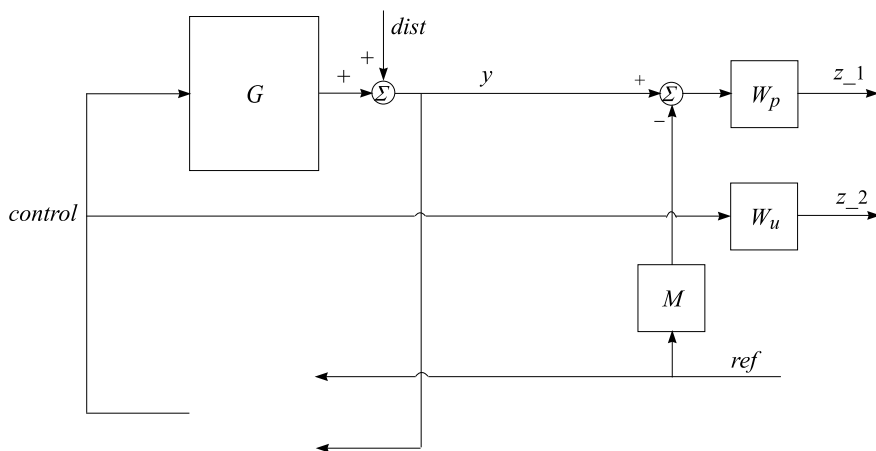 dist
+
+
G
Σ
y
+
Σ
−
W_p
z_1
control
W_u
z_2
M
ref